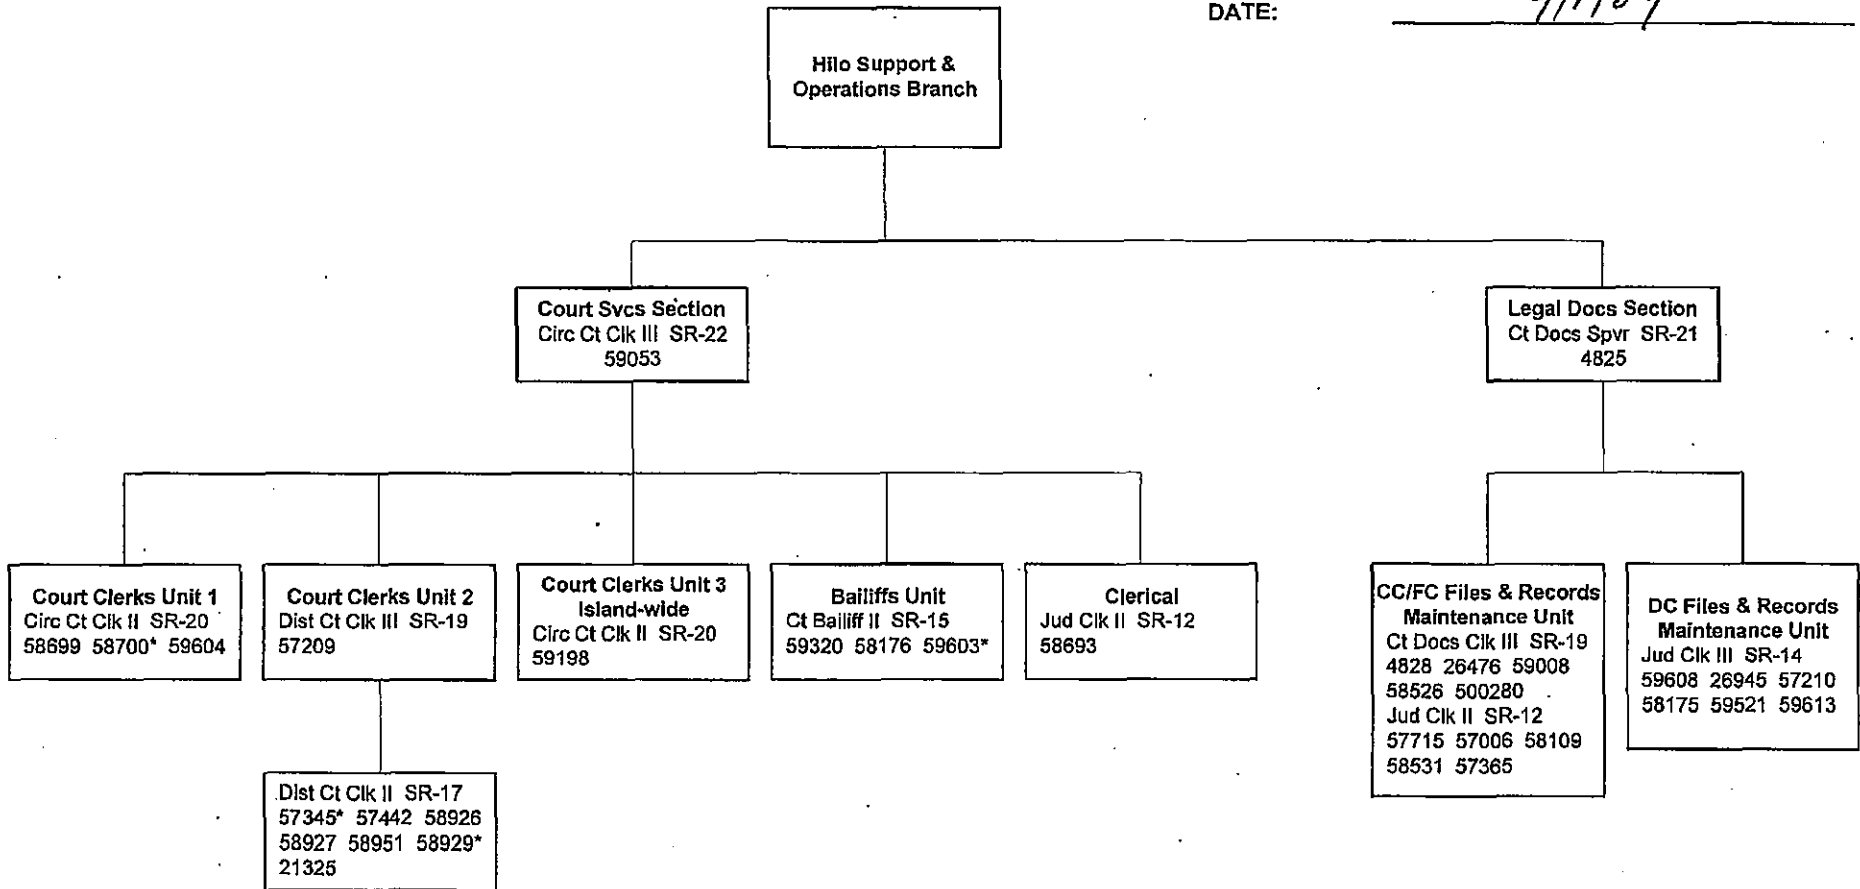 DATE:
Hilo Support &
Operations Branch
Court Svcs Section
Circ Ct Clk III SR-22
59053
Legal Docs Section
Ct Docs Spvr SR-21
4825
Court Clerks Unit 1
Circ Ct Clk II SR-20
58699 58700* 59604
Court Clerks Unit 2
Dist Ct Clk III SR-19
57209
Court Clerks Unit 3
Island-wide
Circ Ct Clk II SR-20
59198
Bailiffs Unit
Ct Bailiff II SR-15
59320 58176 59603*
Clerical
Jud Clk II SR-12
58693
CC/FC Files & Records
Maintenance Unit
Ct Docs Clk III SR-19
4828 26476 59008
58526 500280
Jud Clk II SR-12
57715 57006 58109
58531 57365
DC Files & Records
Maintenance Unit
Jud Clk III SR-14
59608 26945 57210
58175 59521 59613
Dist Ct Clk II SR-17
57345* 57442 58926
58927 58951 58929*
21325